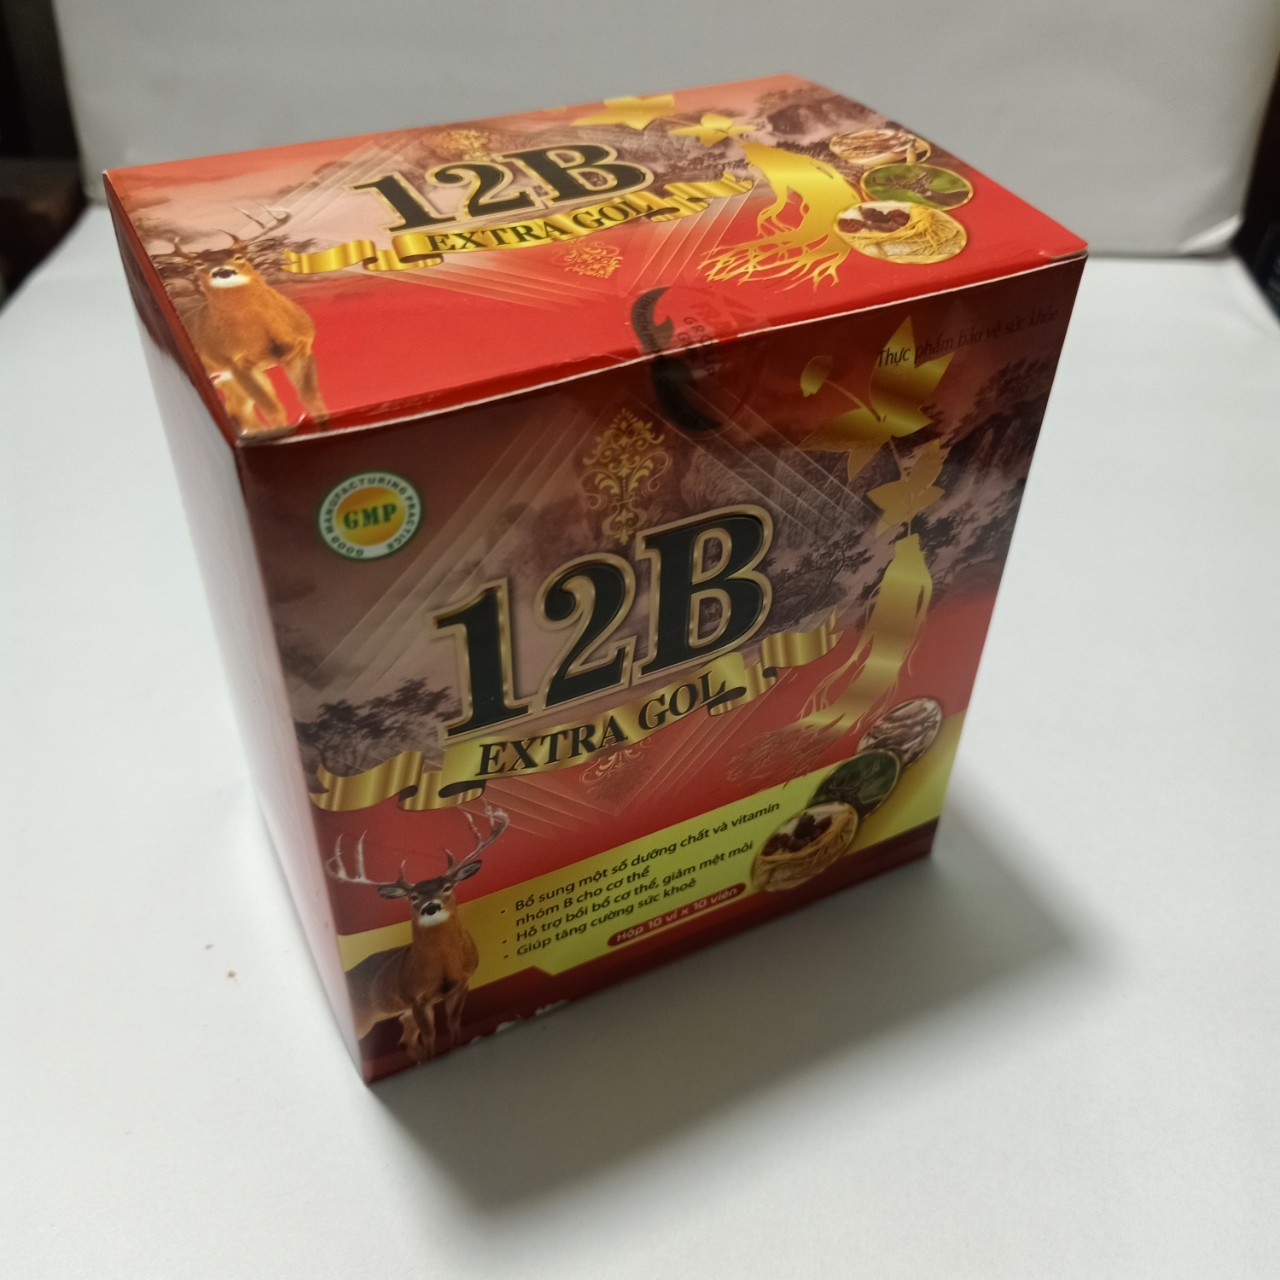 12B
EXTRA GOL
Thực phẩm bảo vệ sức khỏe
GOOD MANUFACTURING PRACTICE
GMP
12B
EXTRA GOL
- Bổ sung một số dưỡng chất và vitamin
nhóm B cho cơ thể
- Hỗ trợ bồi bổ cơ thể, giảm mệt mỏi
- Giúp tăng cường sức khoẻ
Hộp 10 vỉ x 10 viên